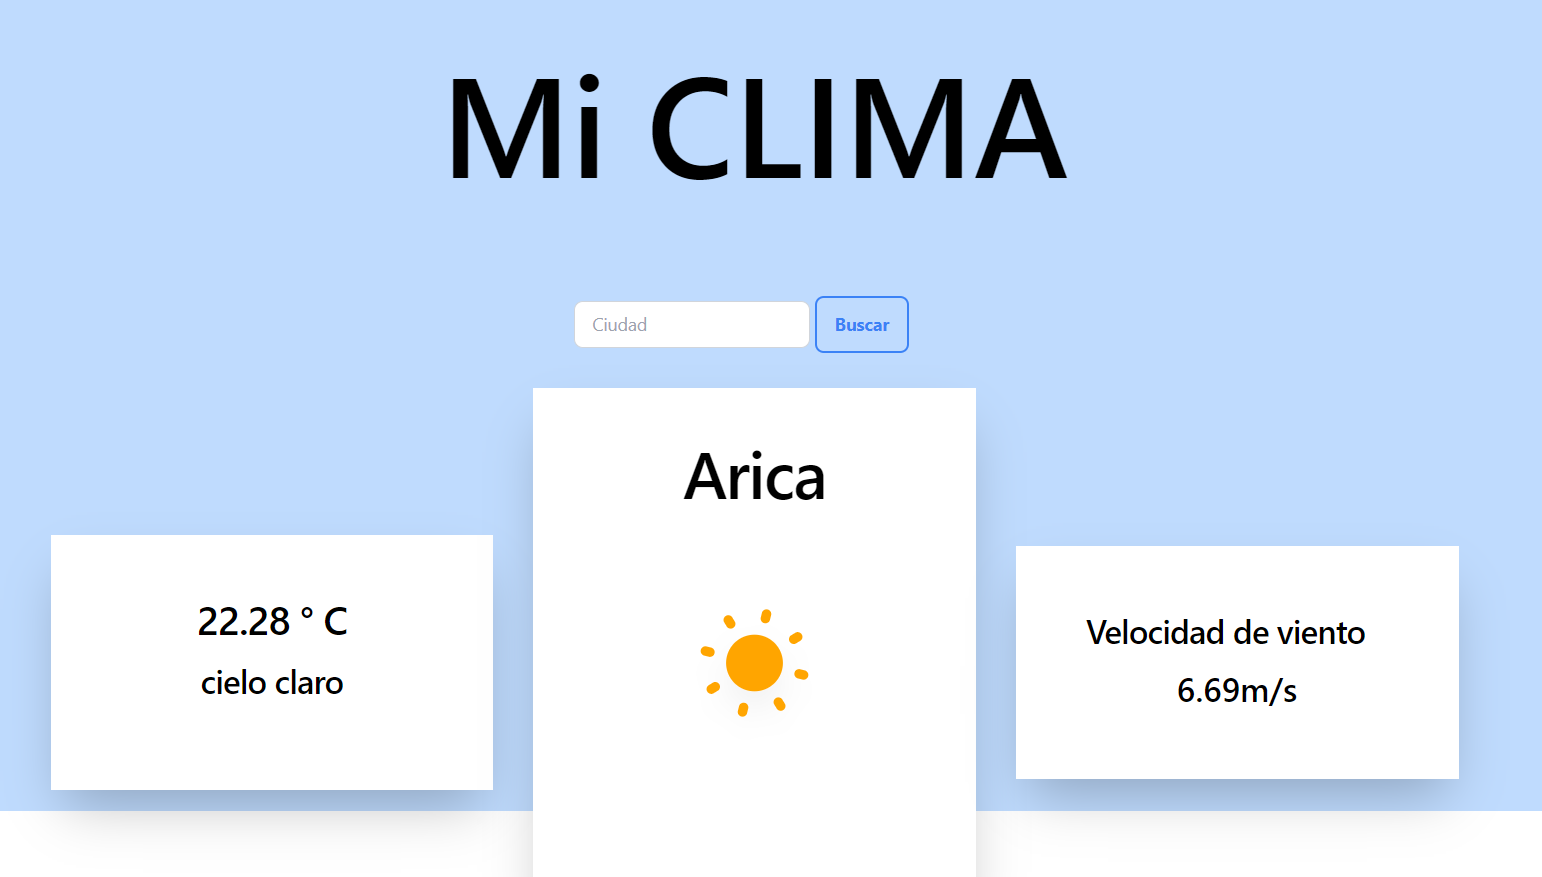 Mi CLIMA
Ciudad
Buscar
Arica
22.28 ° C
cielo claro
Velocidad de viento
6.69m/s